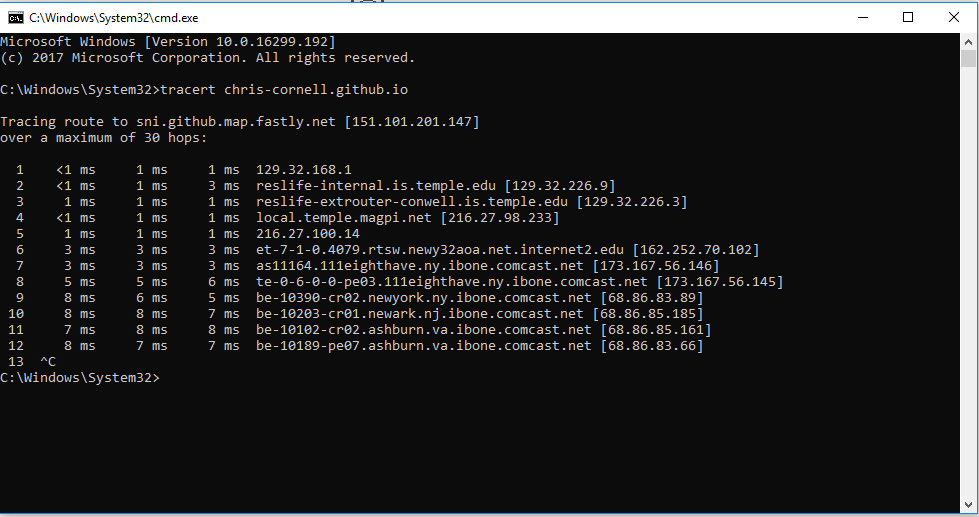 C:\Windows\System32\cmd.exe
Microsoft Windows [Version 10.0.16299.192]
(c) 2017 Microsoft Corporation. All rights reserved.
C:\Windows\System32>tracert chris-cornell.github.io
Tracing route to sni.github.map.fastly.net [151.101.201.147]
over a maximum of 30 hops:
1 <1 ms 1 ms 1 ms 129.32.168.1
2 <1 ms 1 ms 3 ms reslife-internal.is.temple.edu [129.32.226.9]
3 1 ms 1 ms 1 ms reslife-extrouter-conwell.is.temple.edu [129.32.226.3]
4 <1 ms 1 ms 1 ms local.temple.magpi.net [216.27.98.233]
5 1 ms 1 ms 1 ms 216.27.100.14
6 3 ms 3 ms 3 ms et-7-1-0.4079.rtsw.newy32aoa.net.internet2.edu [162.252.70.102]
7 3 ms 3 ms 3 ms as11164.111eighthave.ny.ibone.comcast.net [173.167.56.146]
8 5 ms 5 ms 6 ms te-0-6-0-0-pe03.111eighthave.ny.ibone.comcast.net [173.167.56.145]
9 8 ms 6 ms 5 ms be-10390-cr02.newyork.ny.ibone.comcast.net [68.86.83.89]
10 8 ms 8 ms 7 ms be-10203-cr01.newark.nj.ibone.comcast.net [68.86.85.185]
11 7 ms 8 ms 8 ms be-10102-cr02.ashburn.va.ibone.comcast.net [68.86.85.161]
12 8 ms 7 ms 7 ms be-10189-pe07.ashburn.va.ibone.comcast.net [68.86.83.66]
13 ^C
C:\Windows\System32>